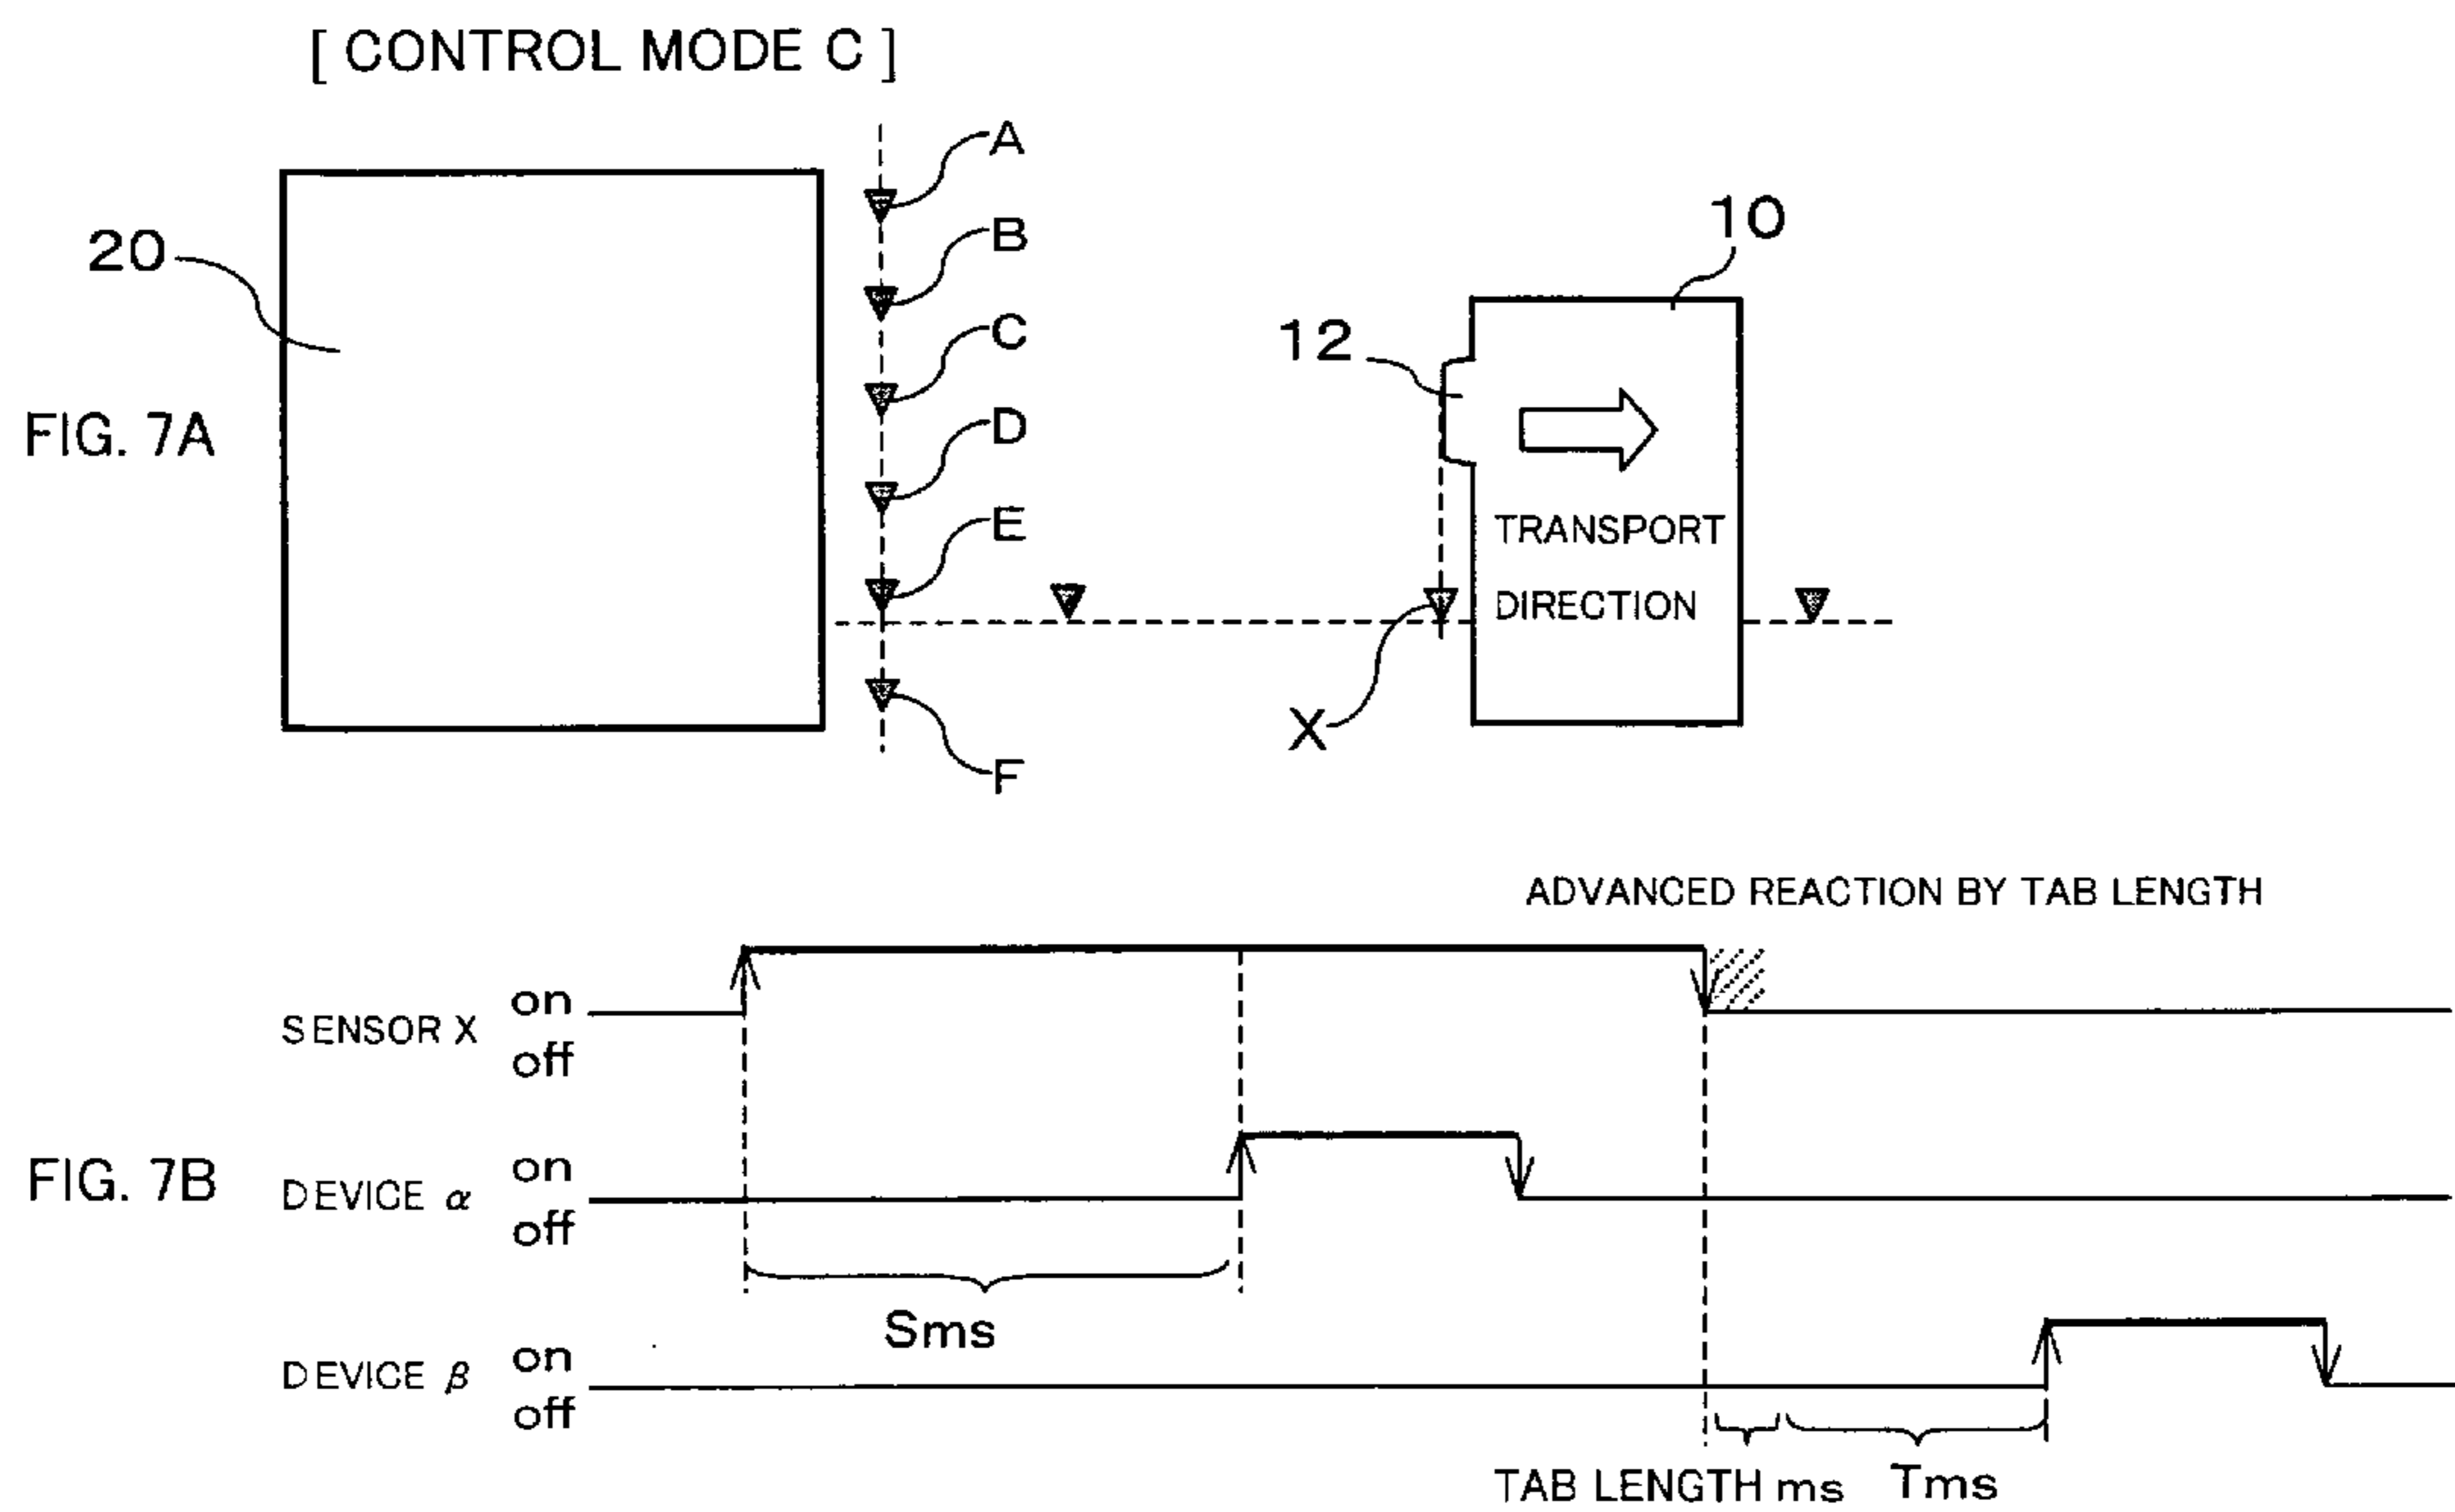 [ CONTROL MODE C ]
A
B
C
D
E
F
20
10
12
FIG. 7A
TRANSPORT
DIRECTION
X
ADVANCED REACTION BY TAB LENGTH
SENSOR X
on
off
FIG. 7B
DEVICE α
on
off
Sms
DEVICE β
on
off
TAB LENGTH ms
Tms